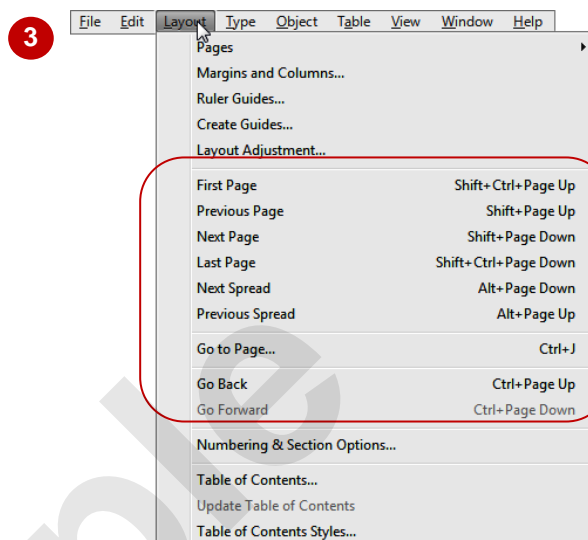 3
File Edit Layout Type Object Table View Window Help
Pages
Margins and Columns...
Ruler Guides...
Create Guides...
Layout Adjustment...
First Page Shift+Ctrl+Page Up
Previous Page Shift+Page Up
Next Page Shift+Page Down
Last Page Shift+Ctrl+Page Down
Next Spread Alt+Page Down
Previous Spread Alt+Page Up
Go to Page... Ctrl+J
Go Back Ctrl+Page Up
Go Forward Ctrl+Page Down
Numbering & Section Options...
Table of Contents...
Update Table of Contents
Table of Contents Styles...